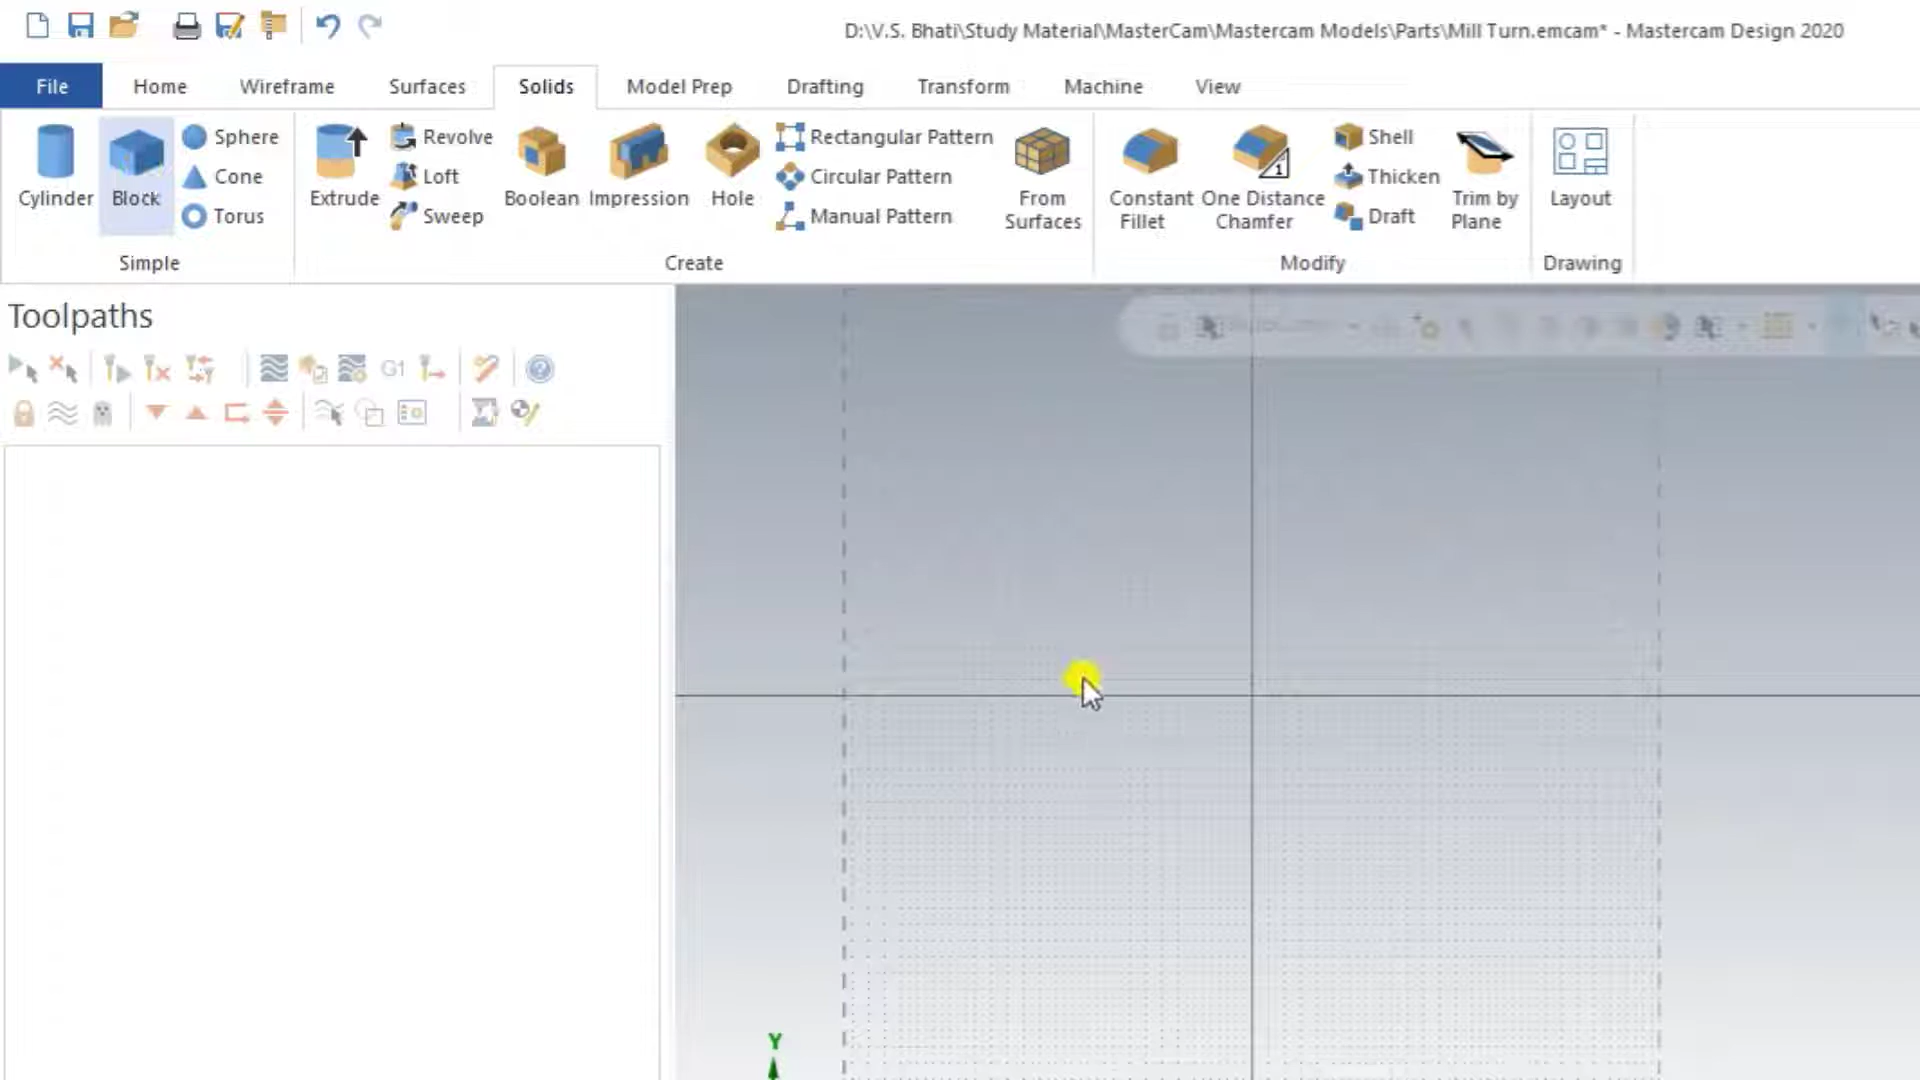 D:\V.S. Bhati\Study Material\MasterCam\Mastercam Models\Parts\Mill Turn.emcam* - Mastercam Design 2020
File Home Wireframe Surfaces Solids Model Prep Drafting Transform Machine View
Cylinder
Block
Sphere
Cone
Torus
Simple
Extrude
Revolve
Loft
Sweep
Boolean
Impression
Hole
Rectangular Pattern
Circular Pattern
Manual Pattern
From
Surfaces
Create
Constant
Fillet
One Distance
Chamfer
1
Shell
Thicken
Draft
Trim by
Plane
Modify
Layout
Drawing
Toolpaths
G1
Y